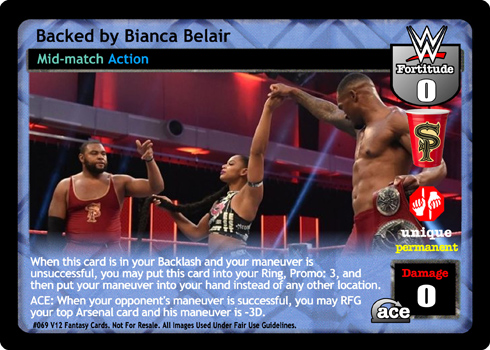 Backed by Bianca Belair
Mid-match Action
W
Fortitude
0
SP
unique
permanent
When this card is in your Backlash and your maneuver is
unsuccessful, you may put this card into your Ring, Promo: 3, and
then put your maneuver into your hand instead of any other location.
ACE: When your opponent's maneuver is successful, you may RFG
your top Arsenal card and his maneuver is -3D.
#069 V12 Fantasy Cards. Not For Resale. All Images Used Under Fair Use Guidelines.
Damage
0
ace